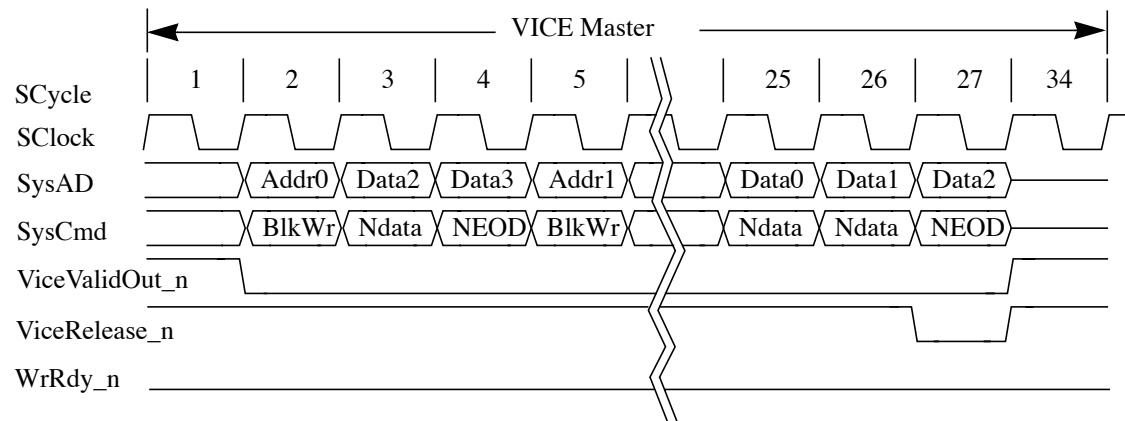 VICE Master
SCycle 1 2 3 4 5 25 26 27 34
SClock
SysAD Addr0 Data2 Data3 Addr1 Data0 Data1 Data2
SysCmd BlkWr Ndata NEOD BlkWr Ndata Ndata NEOD
ViceValidOut_n
ViceRelease_n
WrRdy_n